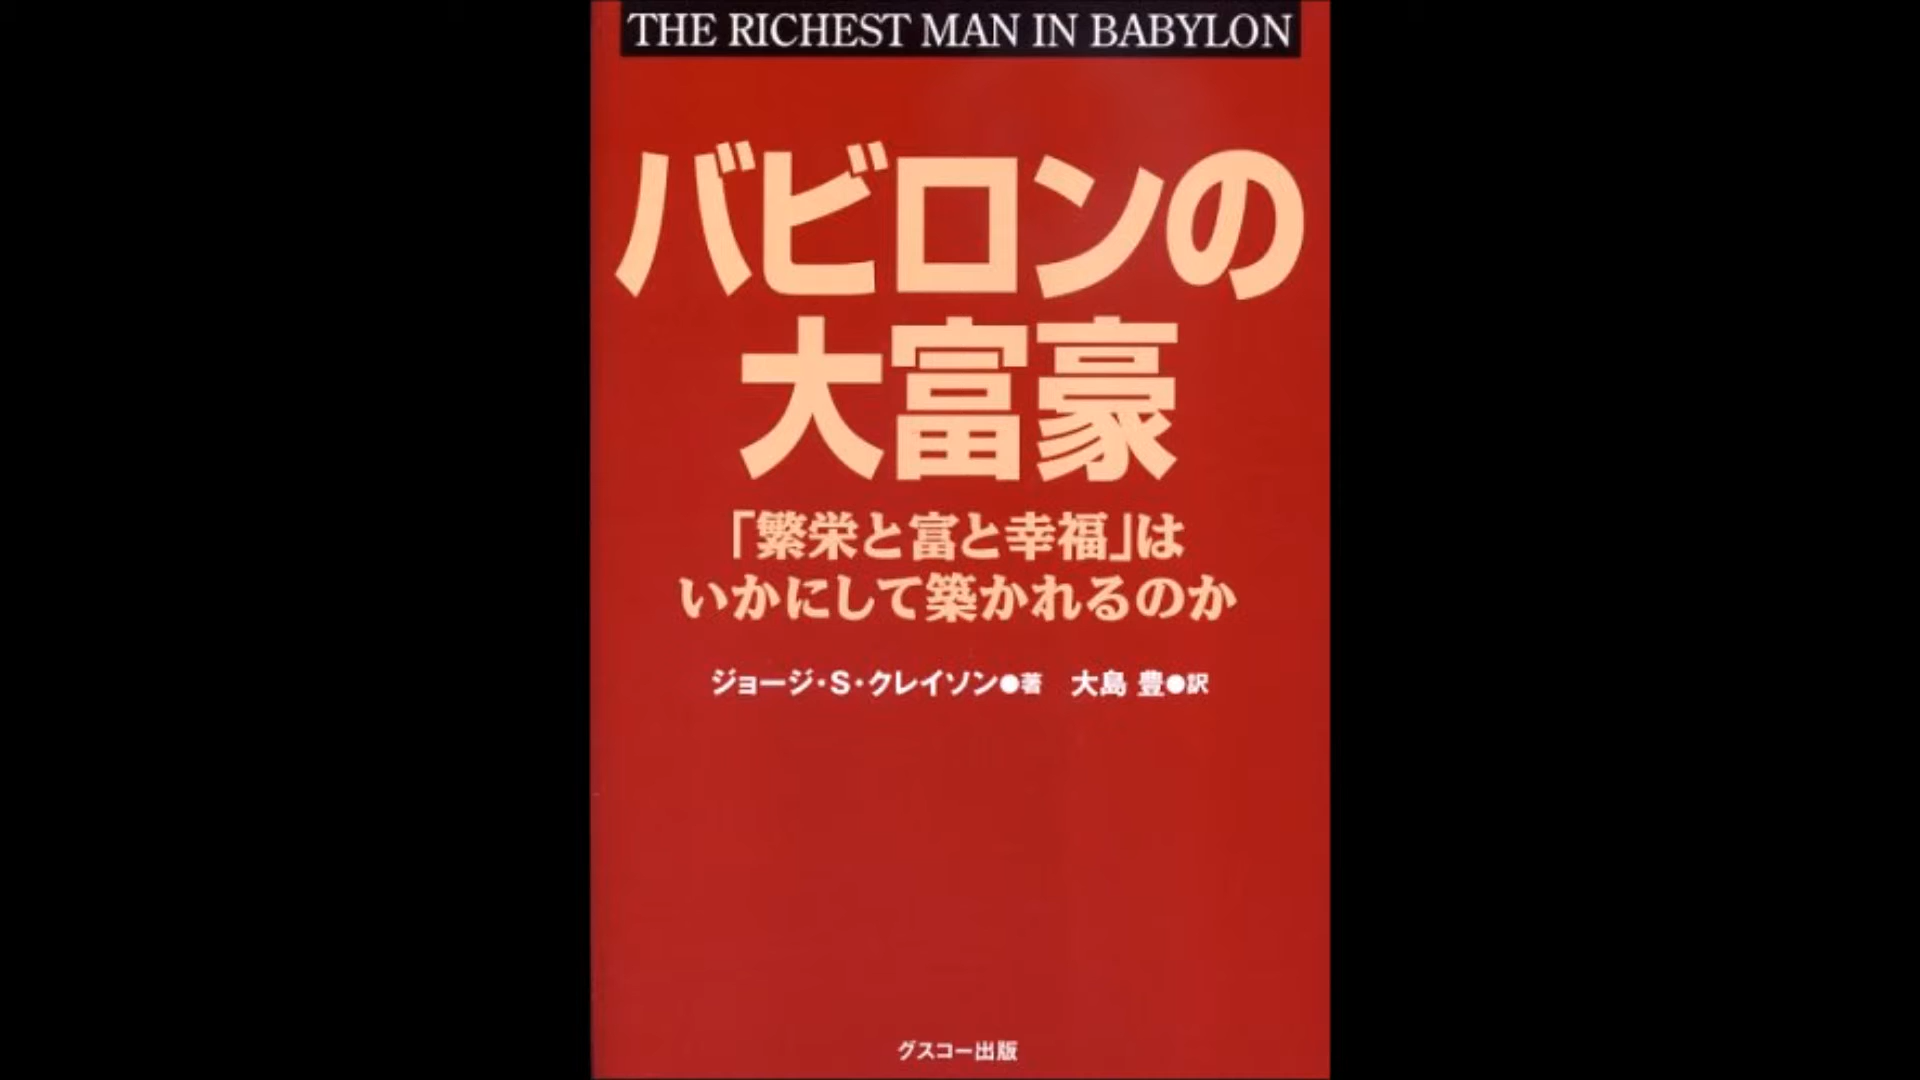 THE RICHEST MAN IN BABYLON
バビロンの
大富豪
「繁栄と富と幸福」は
いかにして築かれるのか
ジョージ・S・クレイソン●著 大島 豊●訳
グスコー出版